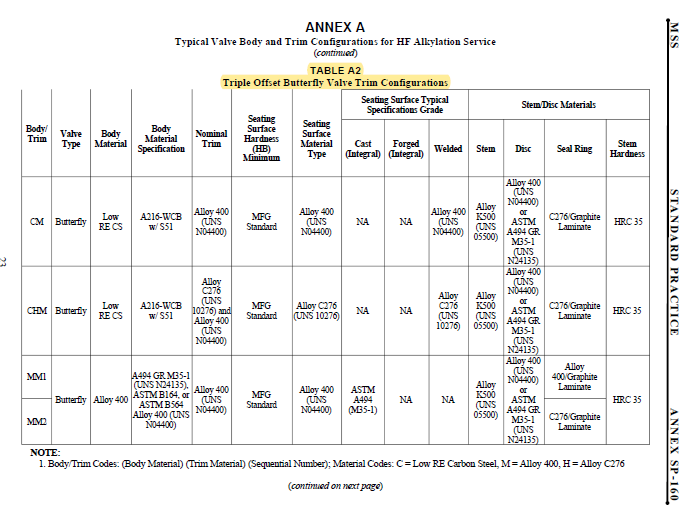 ANNEX A
Typical Valve Body and Trim Configurations for HF Alkylation Service
(continued)
TABLE A2
Triple Offset Butterfly Valve Trim Configurations
Body/
Trim
Valve
Type
Body
Material
Body
Material
Specification
Nominal
Trim
Seating
Surface
Hardness
(HB)
Minimum
Seating
Surface
Material
Type
Seating Surface Typical
Specifications Grade
Cast
(Integral)
Forged
(Integral)
Welded
Stem/Disc Materials
Stem
Disc
Seal Ring
Stem
Hardness
CM
Butterfly
Low
RE CS
A216-WCB
w/ S51
Alloy 400
(UNS
N04400)
MFG
Standard
Alloy 400
(UNS
N04400)
NA
NA
Alloy 400
(UNS
N04400)
Alloy
K500
(UNS
05500)
Alloy 400
(UNS
N04400)
or
ASTM
A494 GR
M35-1
(UNS
N24135)
C276/Graphite
Laminate
HRC 35
CHM
Butterfly
Low
RE CS
A216-WCB
w/ S51
Alloy
C276
(UNS
10276) and
Alloy 400
(UNS
N04400)
MFG
Standard
Alloy C276
(UNS 10276)
NA
NA
Alloy
C276
(UNS
10276)
Alloy
K500
(UNS
05500)
Alloy 400
(UNS
N04400)
or
ASTM
A494 GR
M35-1
(UNS
N24135)
C276/Graphite
Laminate
HRC 35
MM1
MM2
Butterfly
Alloy 400
A494 GR M35-1
(UNS N24135),
ASTM B164, or
ASTM B564
Alloy 400 (UNS
N04400)
Alloy 400
(UNS
N04400)
MFG
Standard
Alloy 400
(UNS
N04400)
ASTM
A494
(M35-1)
NA
NA
Alloy
K500
(UNS
05500)
Alloy 400
(UNS
N04400)
or
ASTM
A494 GR
M35-1
(UNS
N24135)
Alloy
400/Graphite
Laminate
C276/Graphite
Laminate
HRC 35
NOTE:
1. Body/Trim Codes: (Body Material) (Trim Material) (Sequential Number); Material Codes: C = Low RE Carbon Steel, M = Alloy 400, H = Alloy C276
(continued on next page)
23
MSS
STANDARD PRACTICE
ANNEX SP-160